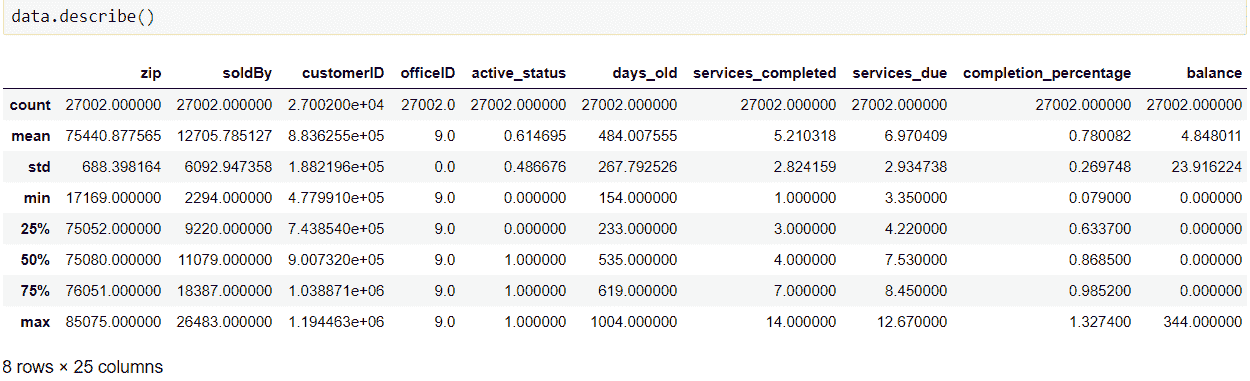 data.describe()
zip soldBy customerID officeID active_status days_old services_completed services_due completion_percentage balance
count 27002.000000 27002.000000 2.700200e+04 27002.0 27002.000000 27002.000000 27002.000000 27002.000000 27002.000000 27002.000000
mean 75440.877565 12705.785127 8.836255e+05 9.0 0.614695 484.007555 5.210318 6.970409 0.780082 4.848011
std 688.398164 6092.947358 1.882196e+05 0.0 0.486676 267.792526 2.824159 2.934738 0.269748 23.916224
min 17169.000000 2294.000000 4.779910e+05 9.0 0.000000 154.000000 1.000000 3.350000 0.079000 0.000000
25% 75052.000000 9220.000000 7.438540e+05 9.0 0.000000 233.000000 3.000000 4.220000 0.633700 0.000000
50% 75080.000000 11079.000000 9.007320e+05 9.0 1.000000 535.000000 4.000000 7.530000 0.868500 0.000000
75% 76051.000000 18387.000000 1.038871e+06 9.0 1.000000 619.000000 7.000000 8.450000 0.985200 0.000000
max 85075.000000 26483.000000 1.194463e+06 9.0 1.000000 1004.000000 14.000000 12.670000 1.327400 344.000000
8 rows × 25 columns